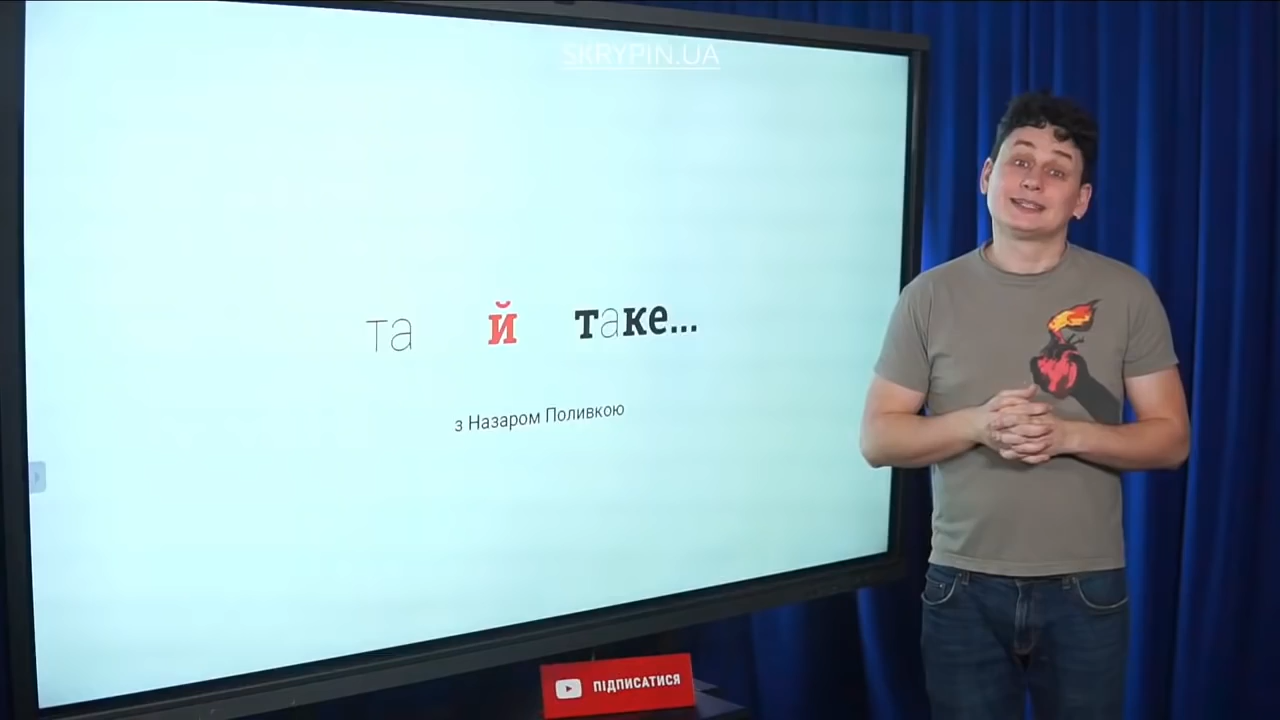 SKRYPIN.UA
та й таке...
з Назаром Поливкою
ПІДПИСАТИСЯ